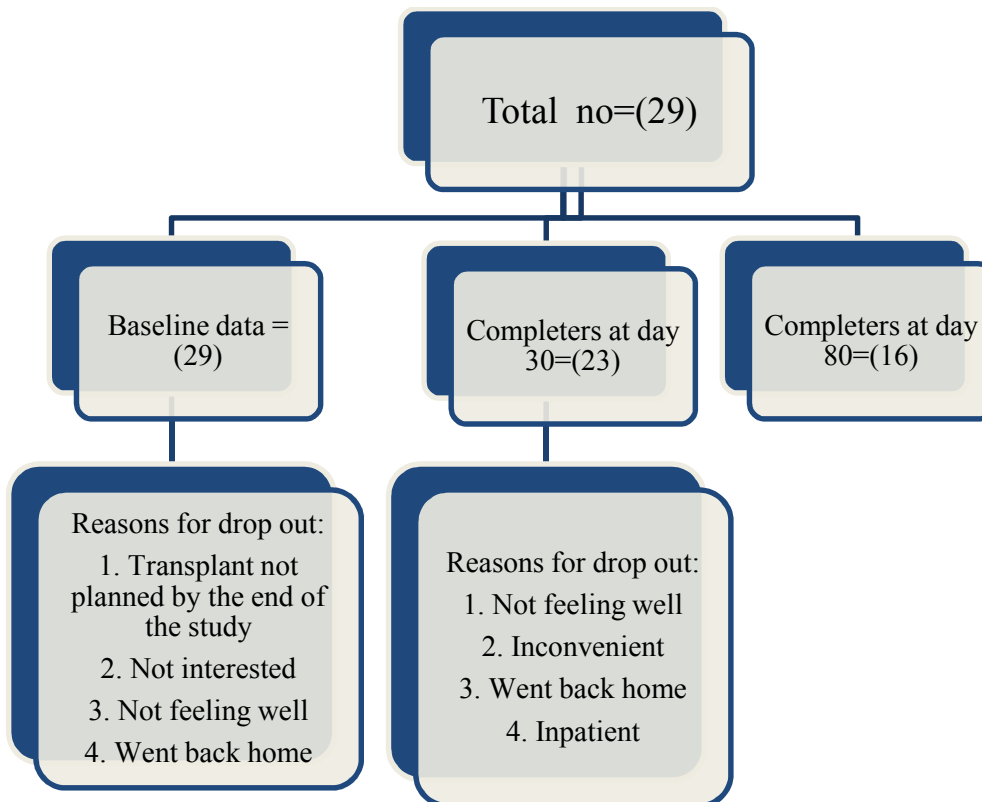 Total no=(29)
Baseline data =
(29)
Completers at day
30=(23)
Completers at day
80=(16)
Reasons for drop out:
1. Transplant not
planned by the end of
the study
2. Not interested
3. Not feeling well
4. Went back home
Reasons for drop out:
1. Not feeling well
2. Inconvenient
3. Went back home
4. Inpatient